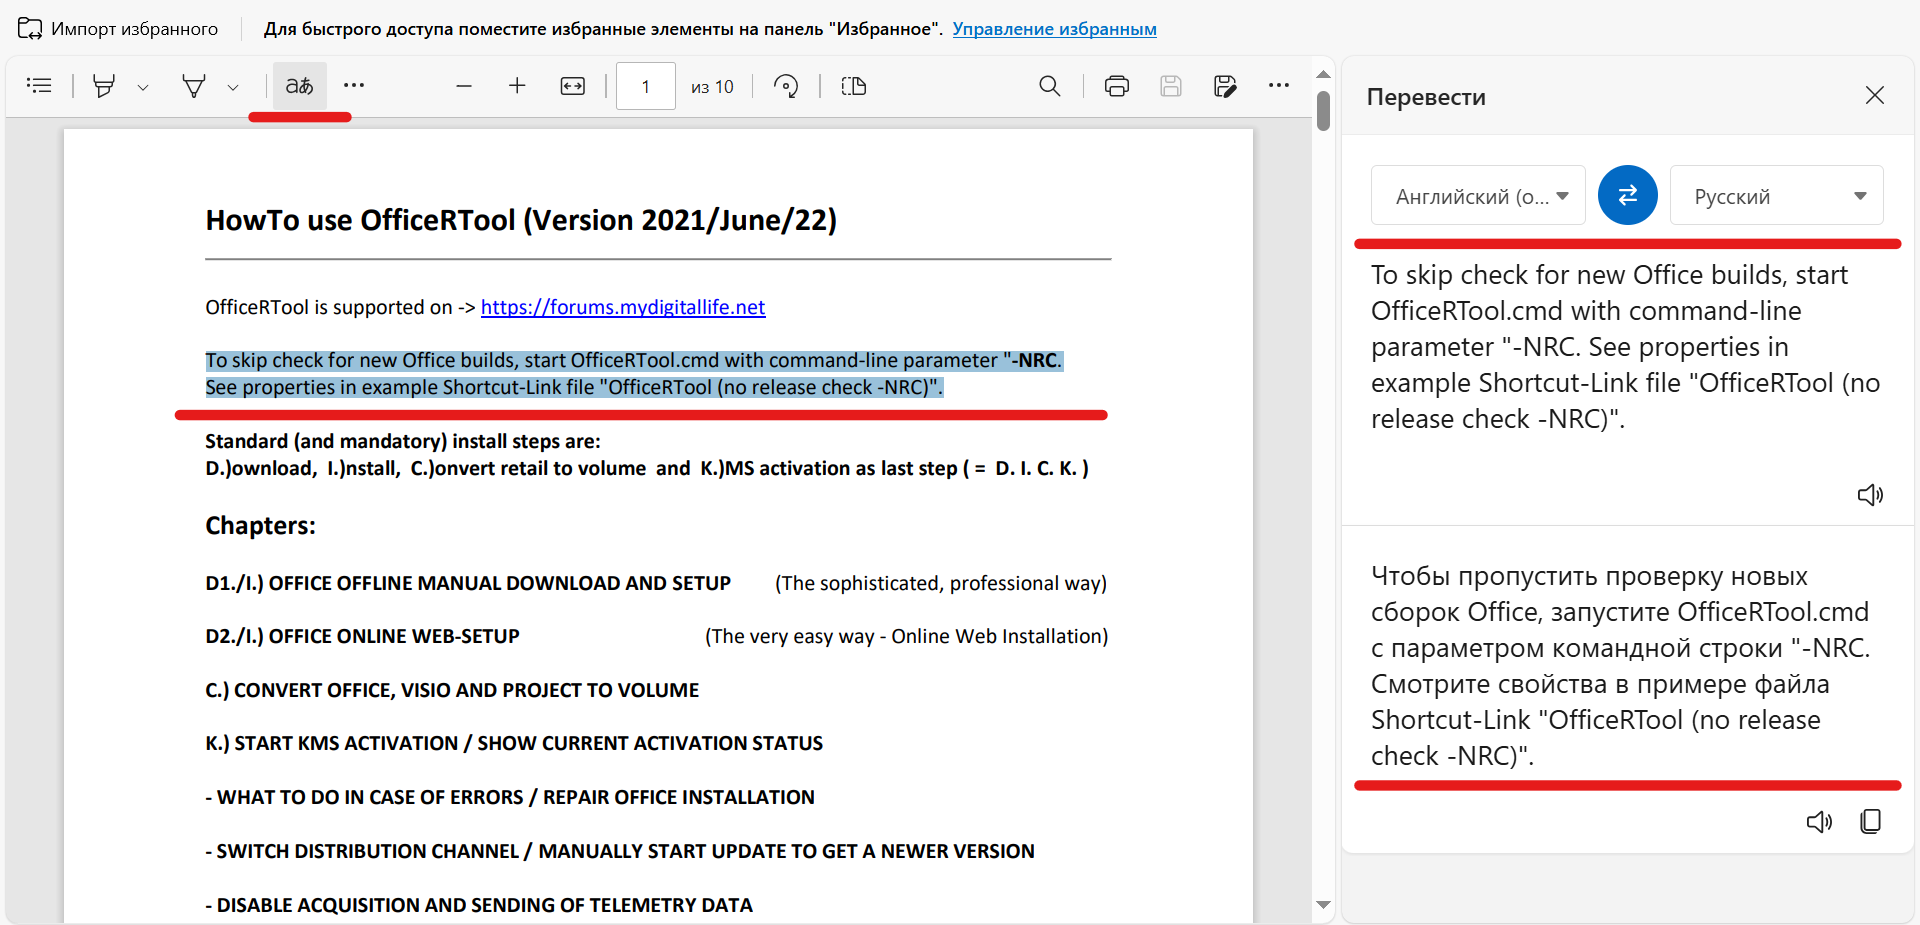 Импорт избранного
Для быстрого доступа поместите избранные элементы на панель "Избранное". Управление избранным
aあ
1 из 10
HowTo use OfficeRTool (Version 2021/June/22)
OfficeRTool is supported on -> https://forums.mydigitallife.net
To skip check for new Office builds, start OfficeRTool.cmd with command-line parameter "-NRC.
See properties in example Shortcut-Link file "OfficeRTool (no release check -NRC)".
Standard (and mandatory) install steps are:
D.)ownload, I.)nstall, C.)onvert retail to volume and K.)MS activation as last step ( = D. I. C. K. )
Chapters:
D1./I.) OFFICE OFFLINE MANUAL DOWNLOAD AND SETUP (The sophisticated, professional way)
D2./I.) OFFICE ONLINE WEB-SETUP (The very easy way - Online Web Installation)
C.) CONVERT OFFICE, VISIO AND PROJECT TO VOLUME
K.) START KMS ACTIVATION / SHOW CURRENT ACTIVATION STATUS
- WHAT TO DO IN CASE OF ERRORS / REPAIR OFFICE INSTALLATION
- SWITCH DISTRIBUTION CHANNEL / MANUALLY START UPDATE TO GET A NEWER VERSION
- DISABLE ACQUISITION AND SENDING OF TELEMETRY DATA
Перевести
Английский (о...
Русский
To skip check for new Office builds, start
OfficeRTool.cmd with command-line
parameter "-NRC. See properties in
example Shortcut-Link file "OfficeRTool (no
release check -NRC)".
Чтобы пропустить проверку новых
сборок Office, запустите OfficeRTool.cmd
с параметром командной строки "-NRC.
Смотрите свойства в примере файла
Shortcut-Link "OfficeRTool (no release
check -NRC)".